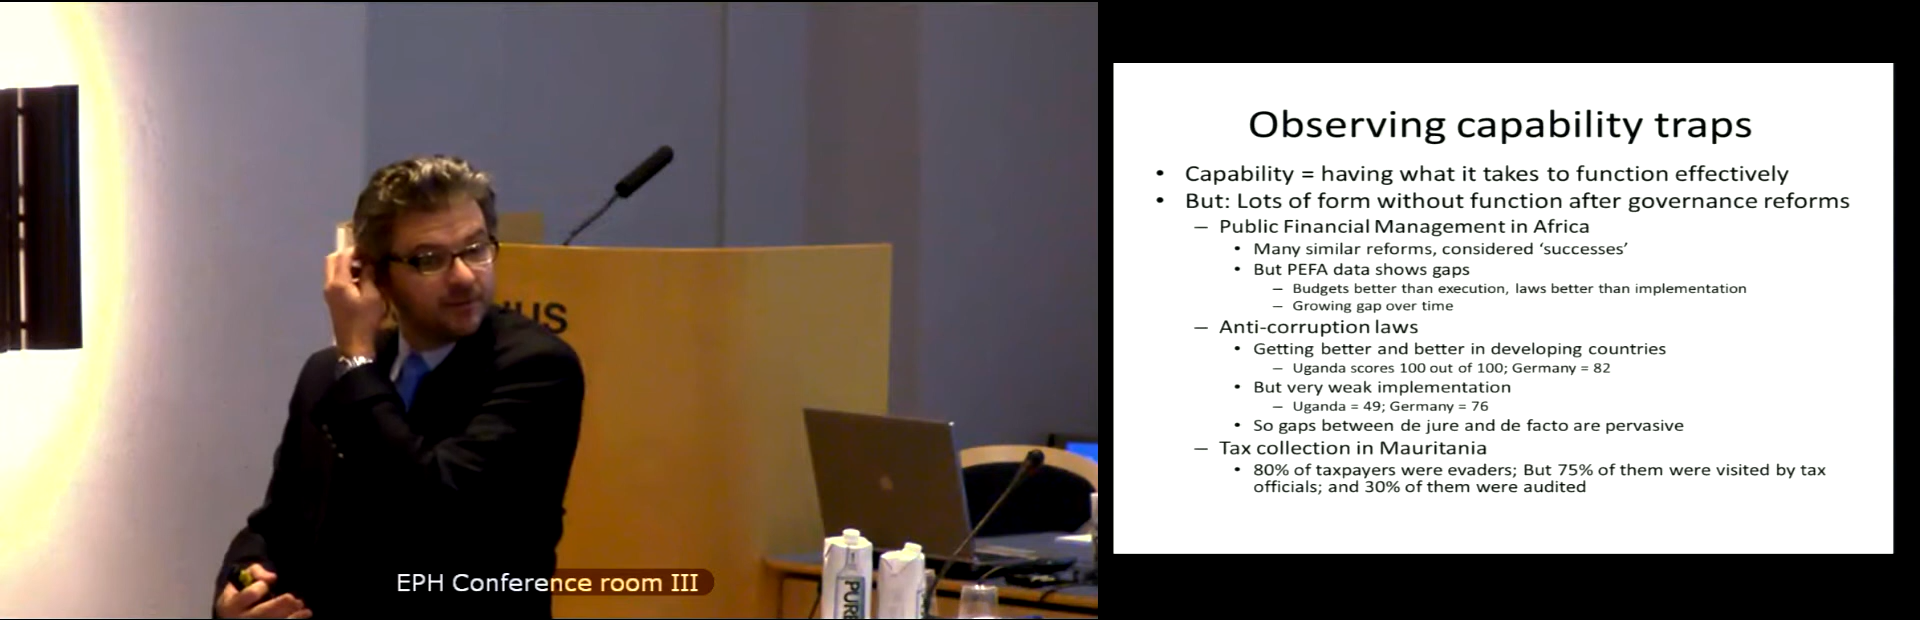 IUS
PURE
EPH Conference room III
Observing capability traps
• Capability = having what it takes to function effectively
• But: Lots of form without function after governance reforms
– Public Financial Management in Africa
• Many similar reforms, considered ‘successes’
• But PEFA data shows gaps
– Budgets better than execution, laws better than implementation
– Growing gap over time
– Anti-corruption laws
• Getting better and better in developing countries
– Uganda scores 100 out of 100; Germany = 82
• But very weak implementation
– Uganda = 49; Germany = 76
• So gaps between de jure and de facto are pervasive
– Tax collection in Mauritania
• 80% of taxpayers were evaders; But 75% of them were visited by tax
officials; and 30% of them were audited